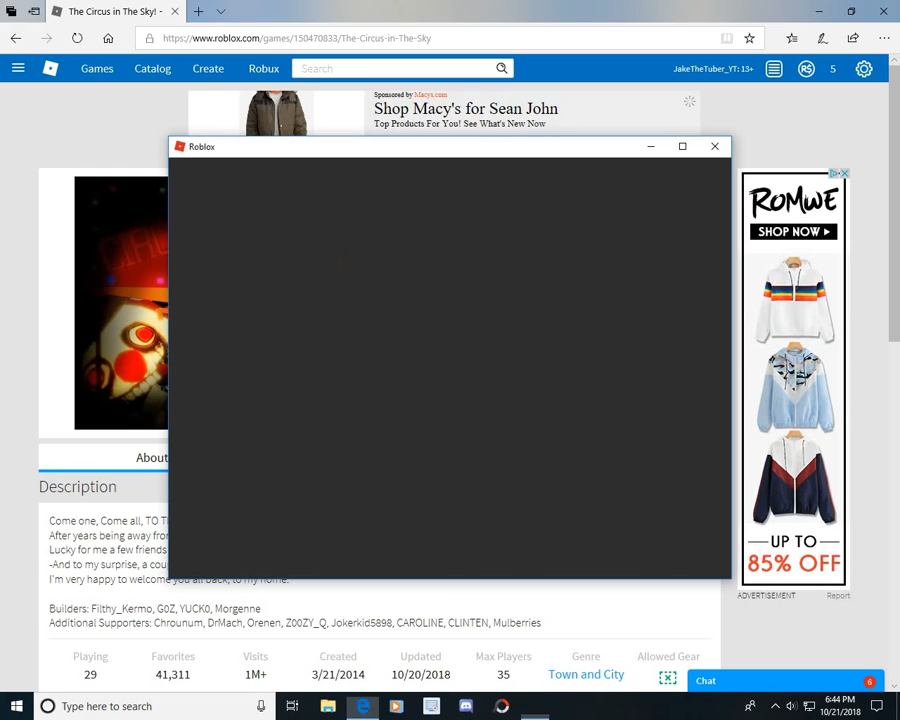 The Circus in The Sky! -
https://www.roblox.com/games/150470833/The-Circus-in-The-Sky
Games
Catalog
Create
Robux
Search
JakeTheTuber_YT: 13+
R$
5
Sponsored by Macys.com
Shop Macy's for Sean John
Top Products For You! See What's New Now
Roblox
ROMWE
SHOP NOW
UP TO
85% OFF
ADVERTISEMENT
Report
About
Description
Come one, Come all, TO
After years being away
Lucky for me a few friends
-And to my surprise, a
I'm very happy to welcome you all back, to my home.
Builders: Filthy_Kermo, G0Z, YUCK0, Morgenne
Additional Supporters: Chrounum, DrMach, Orenen, Z00ZY_Q, Jokerkid5898, CAROLINE, CLINTEN, Mulberries
Playing
Favorites
Visits
Created
Updated
Max Players
Genre
Allowed Gear
29
41,311
1M+
3/21/2014
10/20/2018
35
Town and City
Chat
6
Type here to search
6:44 PM
10/21/2018